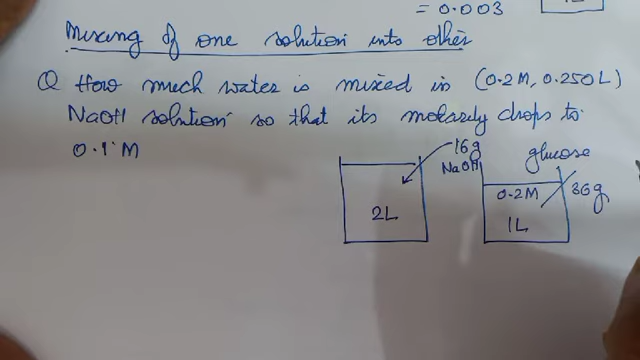 = 0.003
Mixing of one solution into other
Q How much water is mixed in (0.2M, 0.250L)
NaOH solution so that its molarity drops to
0.1 M
16g
NaOH
2L
glucose
0.2M
36g
1L